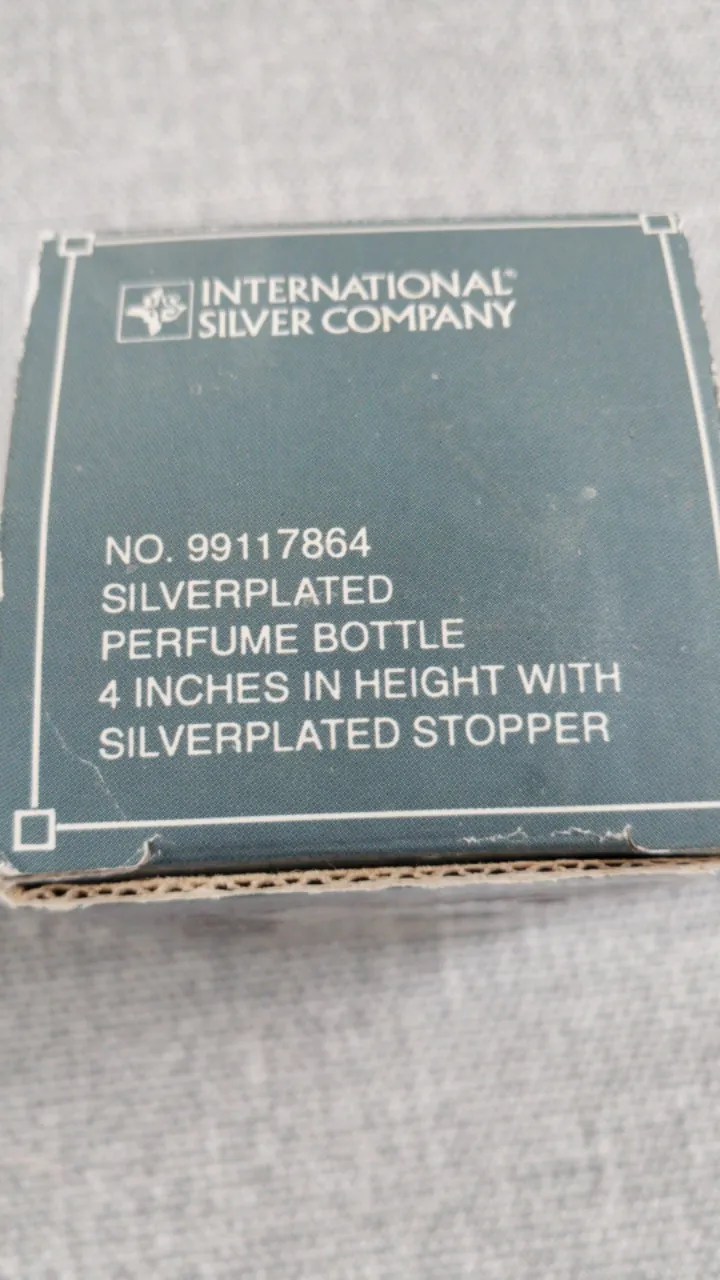 INTERNATIONAL®
SILVER COMPANY
NO. 99117864
SILVERPLATED
PERFUME BOTTLE
4 INCHES IN HEIGHT WITH
SILVERPLATED STOPPER